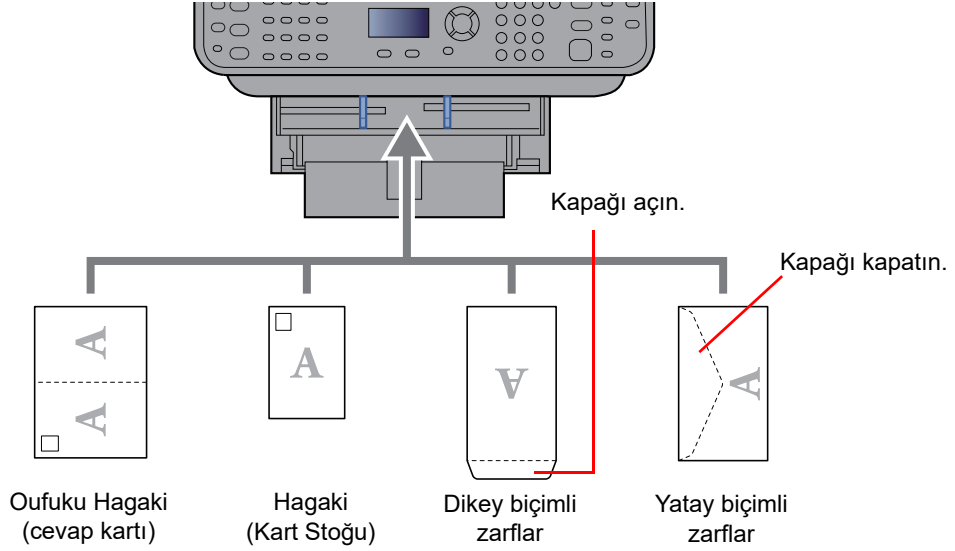 Kapağı açın.
Kapağı kapatın.
A
A
A
A
A
Oufuku Hagaki
(cevap kartı)
Hagaki
(Kart Stoğu)
Dikey biçimli
zarflar
Yatay biçimli
zarflar